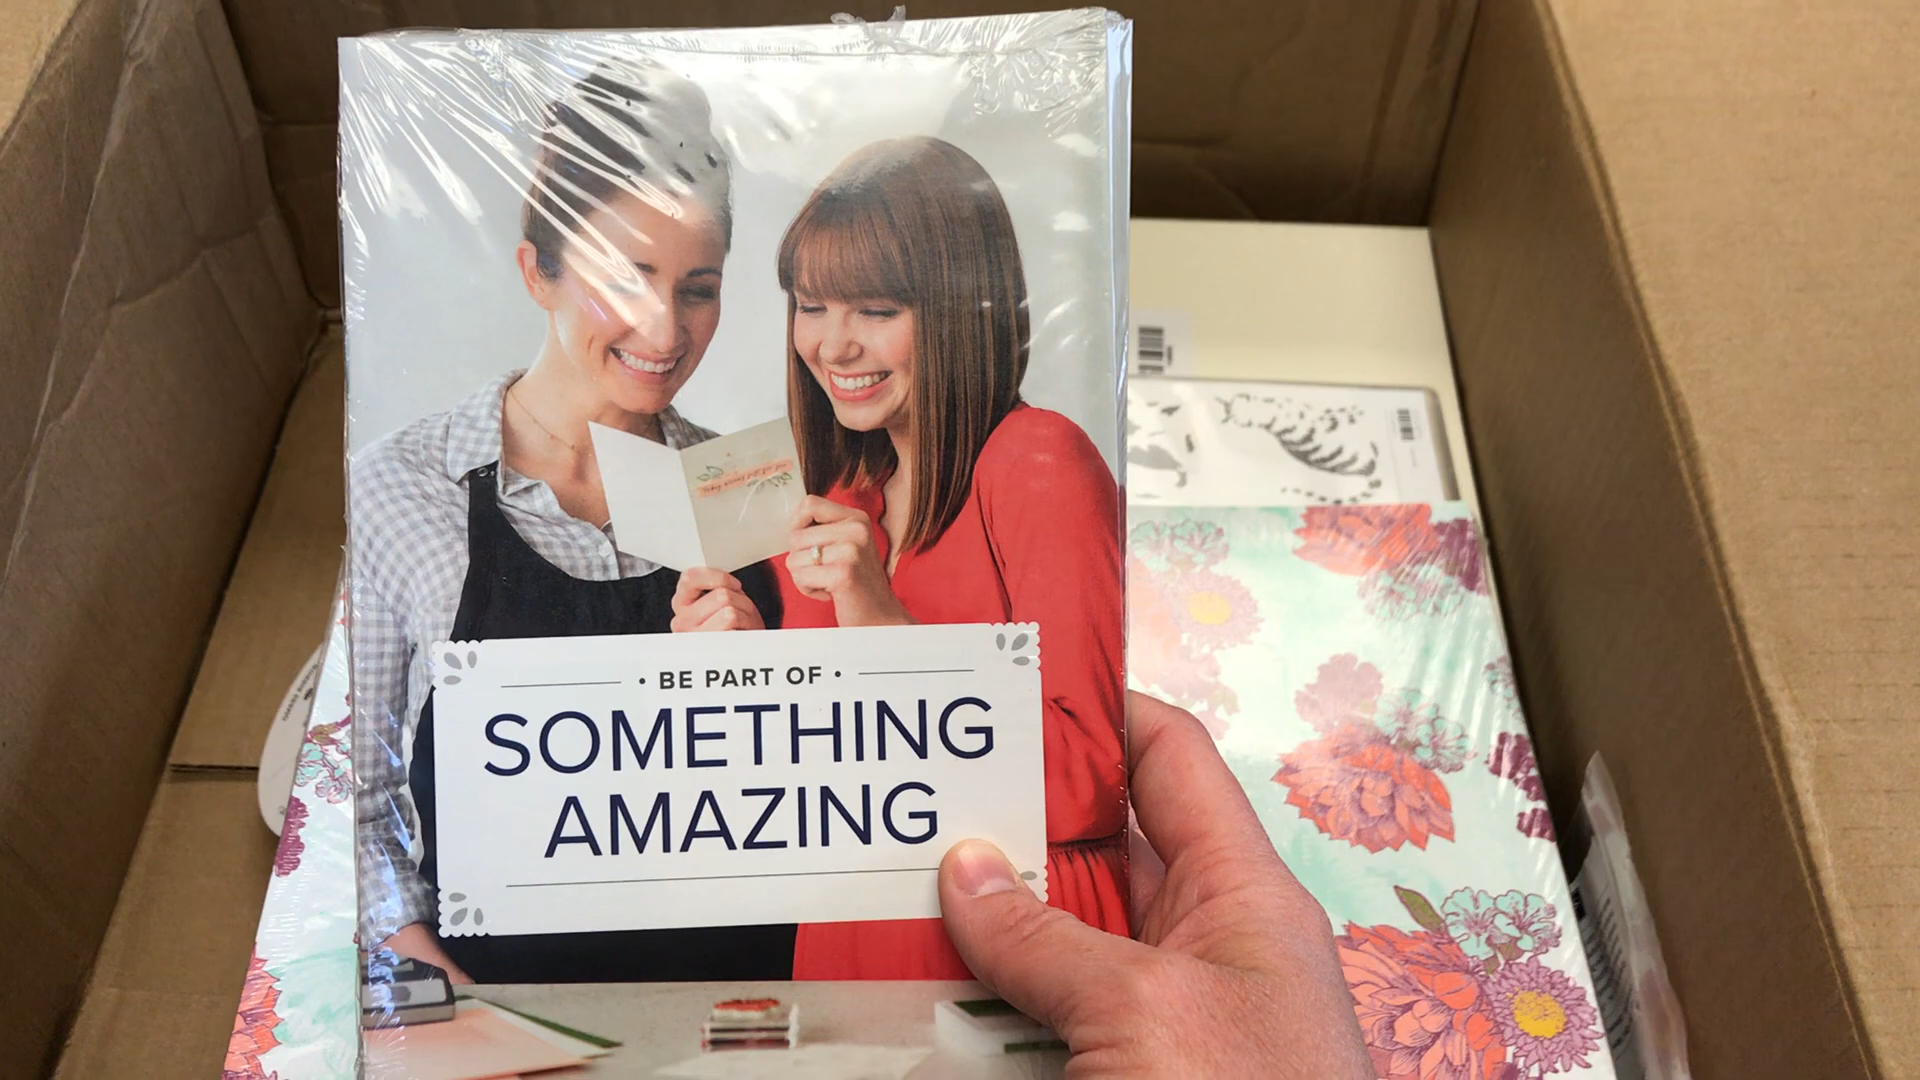 • BE PART OF •
SOMETHING
AMAZING